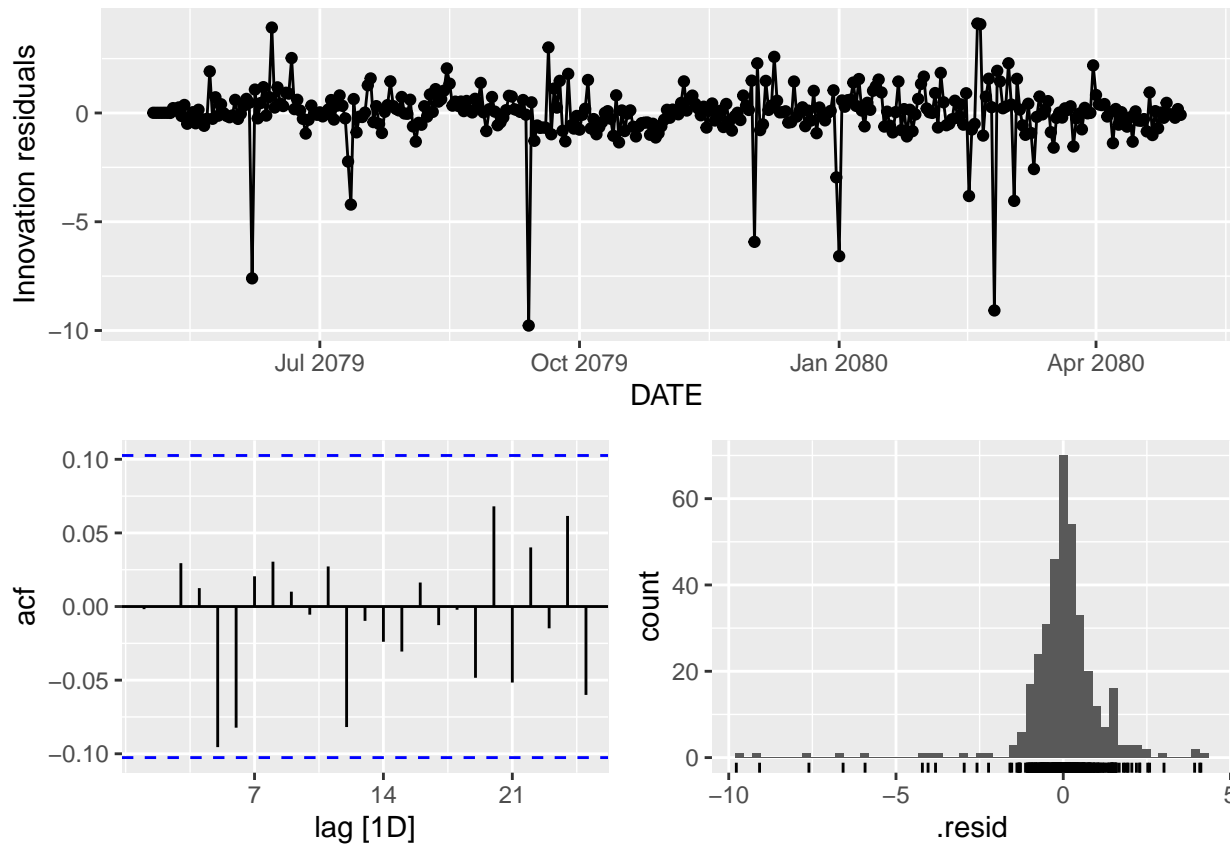 Innovation residuals
0
−5
−10
Jul 2079
Oct 2079
Jan 2080
Apr 2080
DATE
acf
0.10
0.05
0.00
−0.05
−0.10
7
14
21
lag [1D]
count
60
40
20
0
−10
−5
0
5
.resid